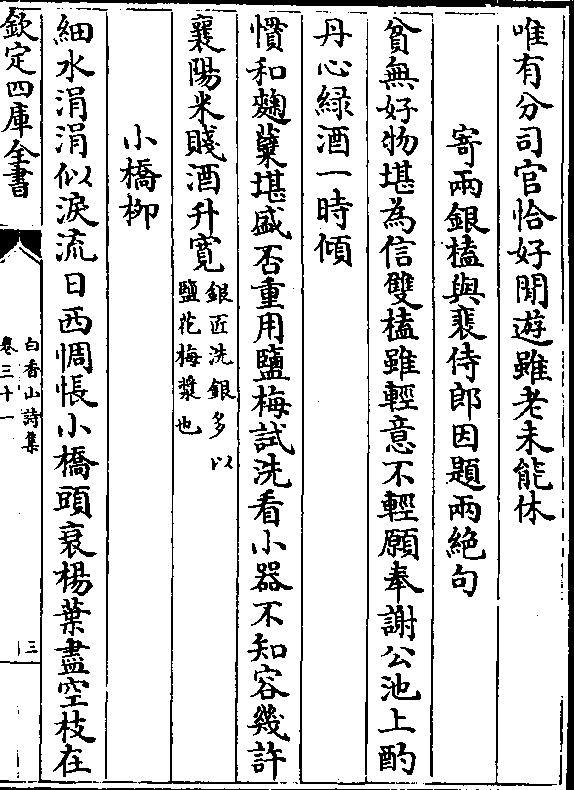 唯有分司官恰好閒遊雖老未能休
寄兩銀榼與裴侍郎因題兩絶句
貧無好物堪為信雙榼雖輕意不輕願奉謝公池上酌
丹心緑酒一時傾
慣和麴糵堪盛否重用鹽梅試洗看小器不知容幾許
襄陽米賤酒升寛銀匠洗銀多以鹽花梅漿也
小橋柳
細水涓涓似淚流日西惆悵小橋頭衰楊葉盡空枝在
欽定四庫全書
白香山詩集
卷三十一
三